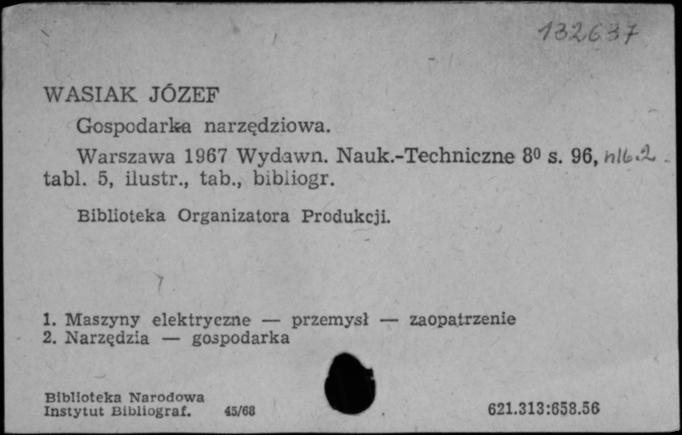 132637
WASIAK JÓZEF
Gospodarka narzędziowa.
Warszawa 1967 Wydawn. Nauk.-Techniczne 8⁰ s. 96, nlb.2.
tabl. 5, ilustr., tab., bibliogr.
Biblioteka Organizatora Produkcji.
1. Maszyny elektryczne — przemysł — zaopatrzenie
2. Narzędzia — gospodarka
Biblioteka Narodowa
Instytut Bibliograf. 45/68
621.313:658.56